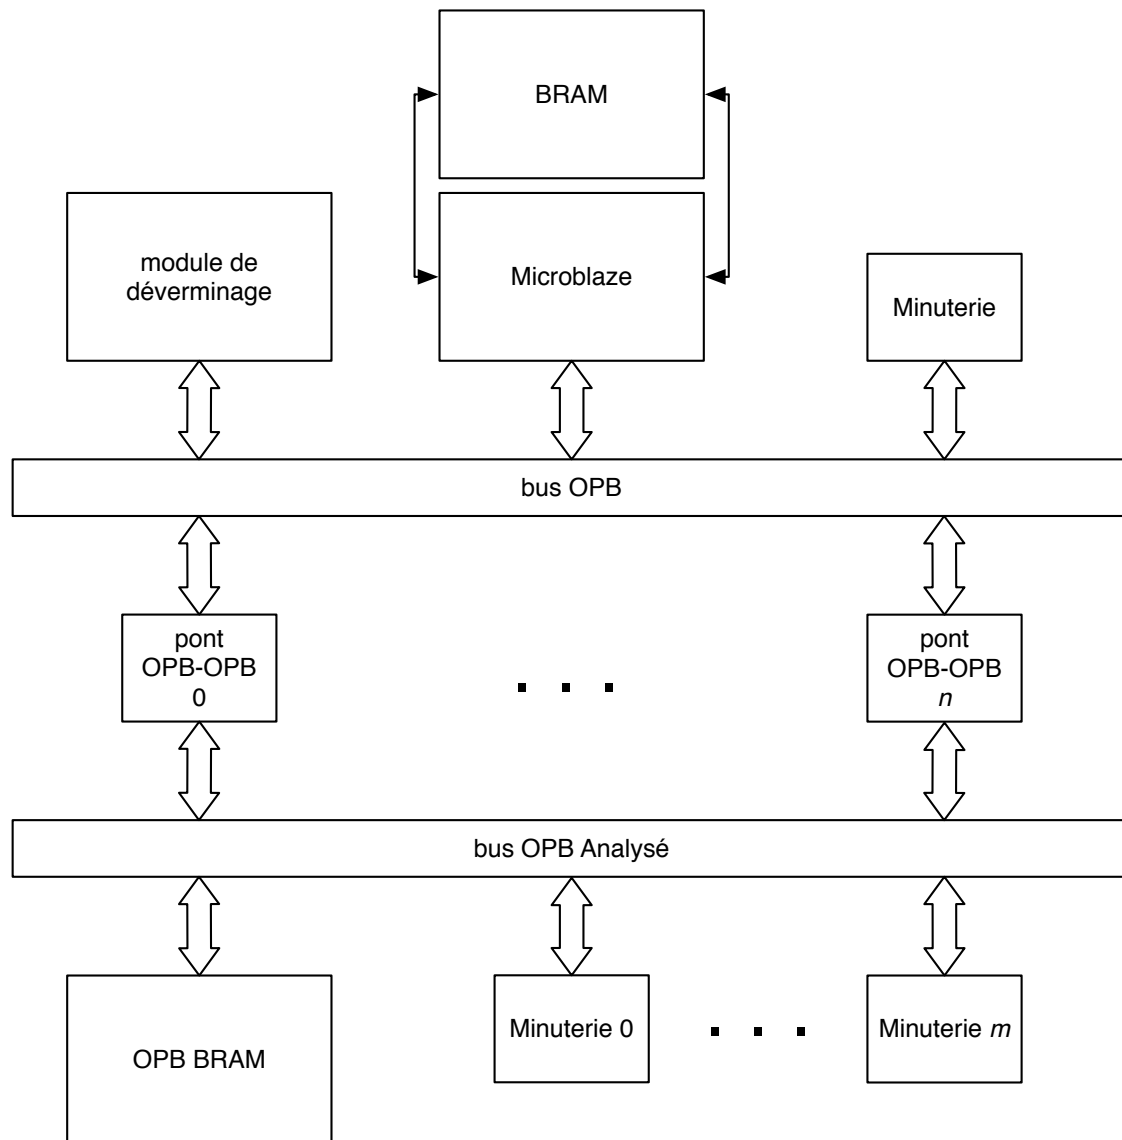 BRAM
module de
déverminage
Microblaze
Minuterie
bus OPB
pont
OPB-OPB
0
pont
OPB-OPB
n
bus OPB Analysé
OPB BRAM
Minuterie 0
Minuterie m